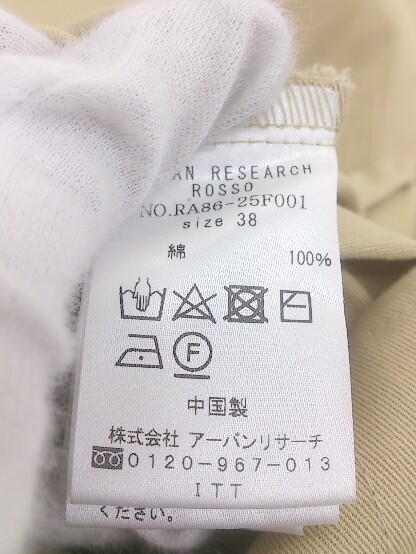 RESEARCH
ROSSO
NO.RA86-25F001
size 38
綿 100%
F
中国製
株式会社 アーバンリサーチ
0120-967-013
ITT
ください。